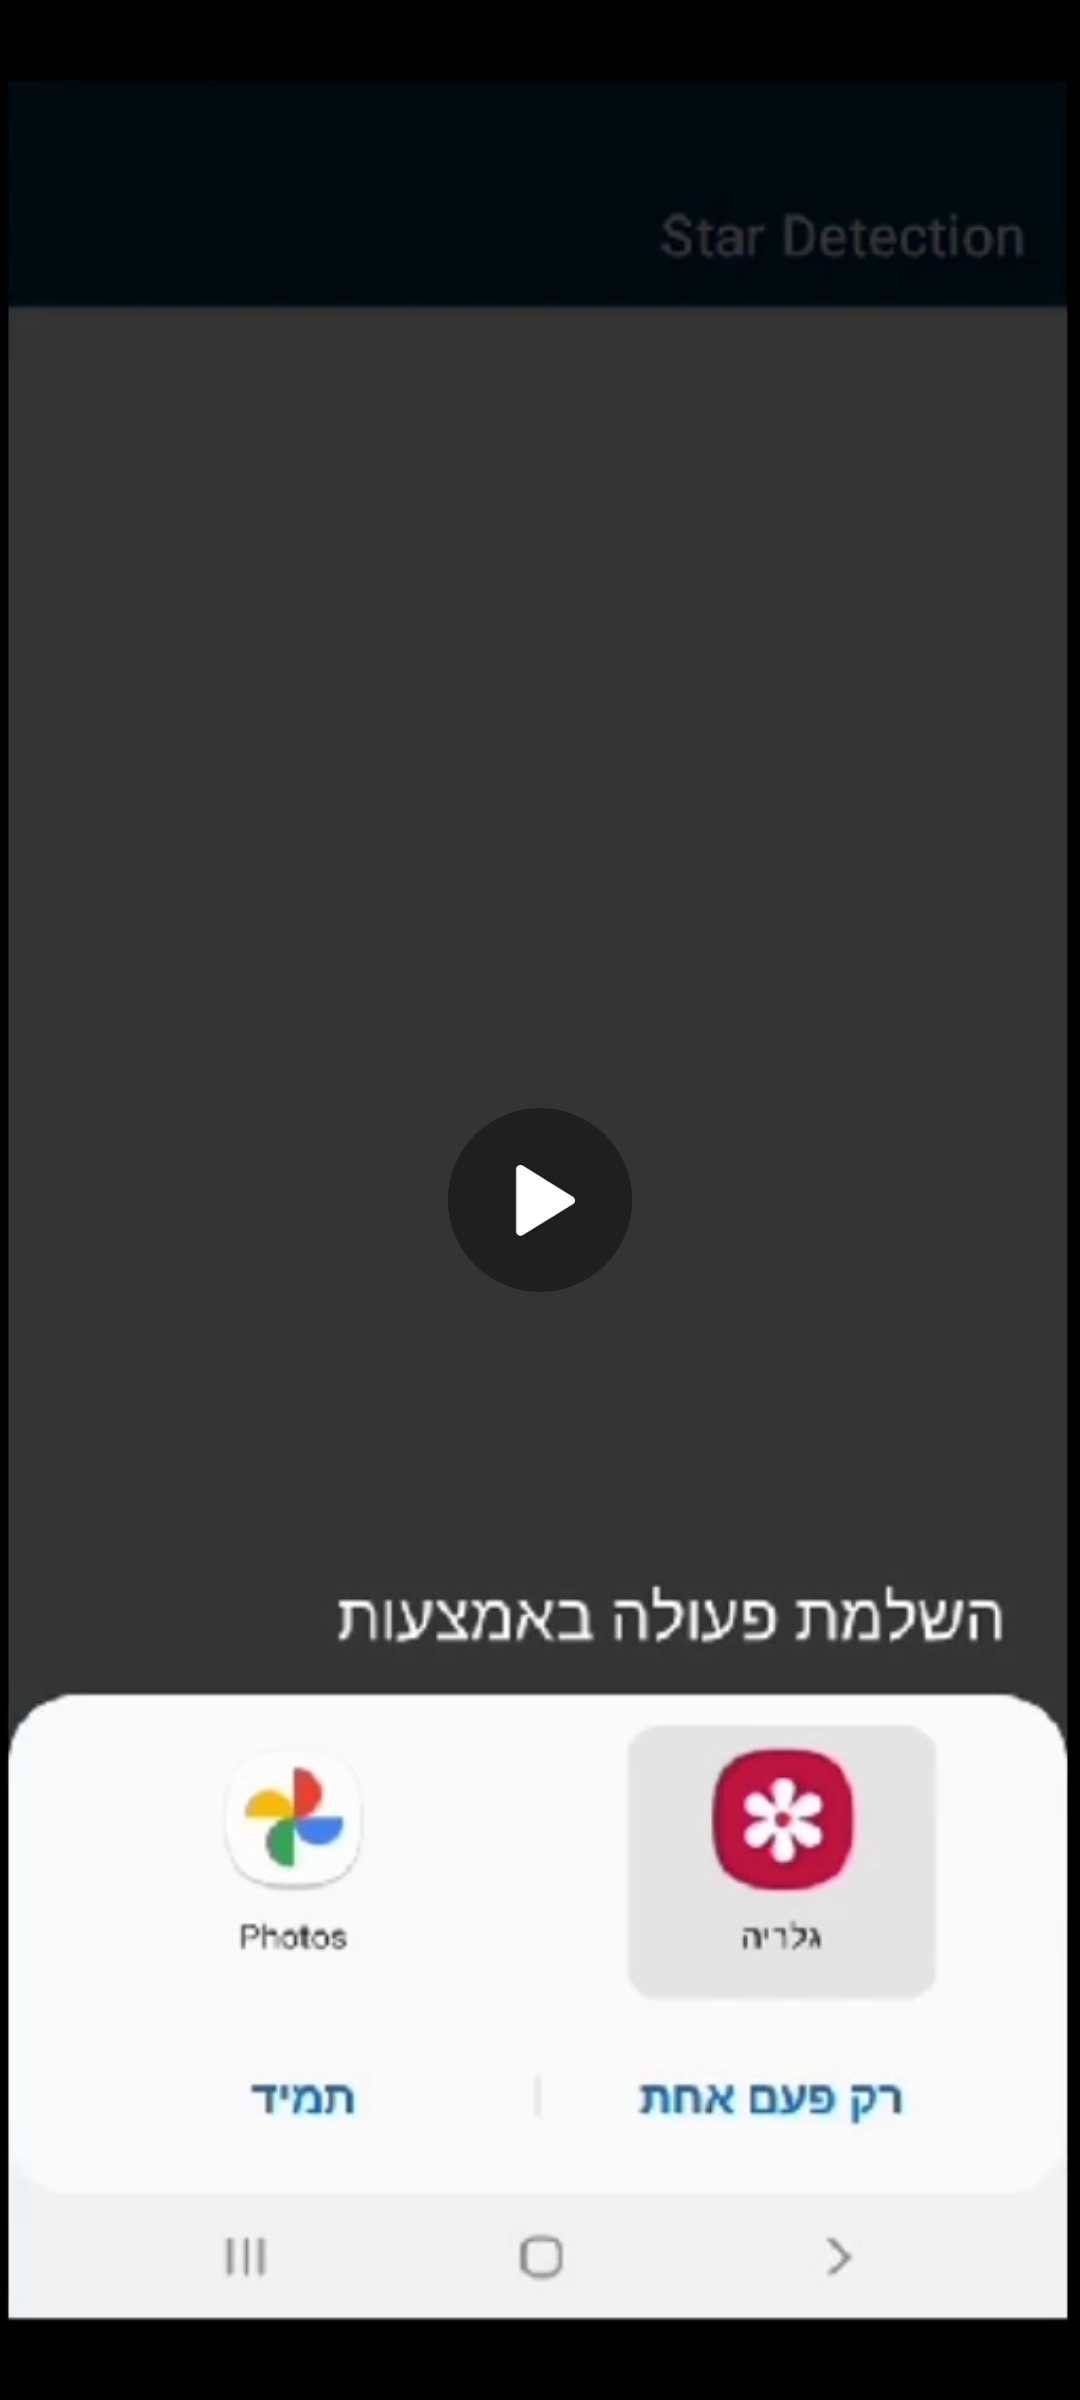 Star Detection
השלמת פעולה באמצעות
גלריה
Photos
רק פעם אחת
תמיד